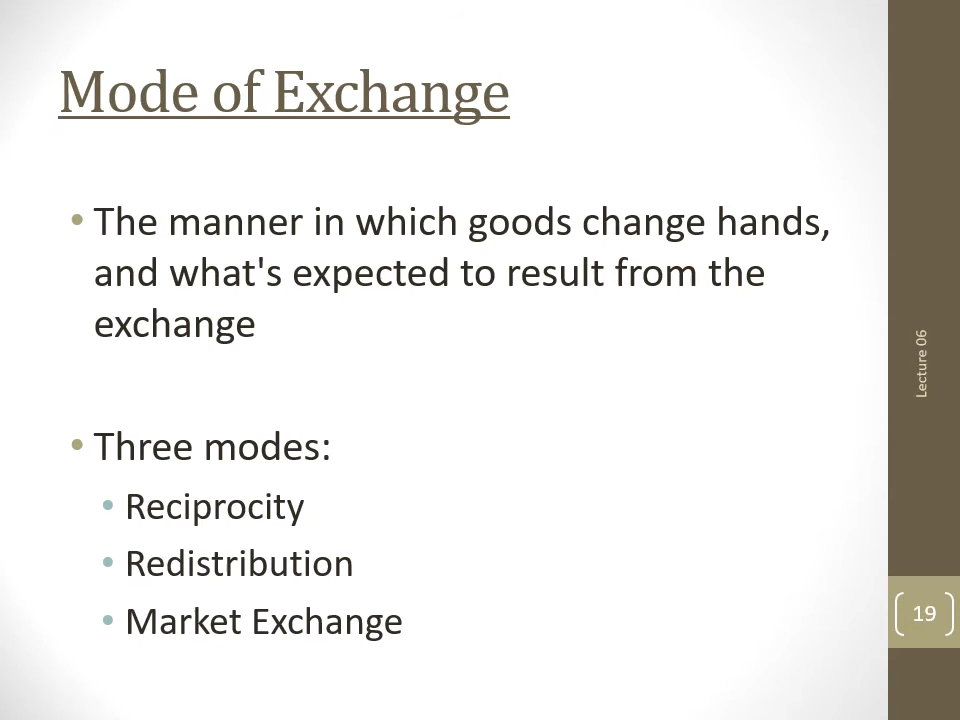 Mode of Exchange
• The manner in which goods change hands,
and what's expected to result from the
exchange
• Three modes:
• Reciprocity
• Redistribution
• Market Exchange
Lecture 06
19